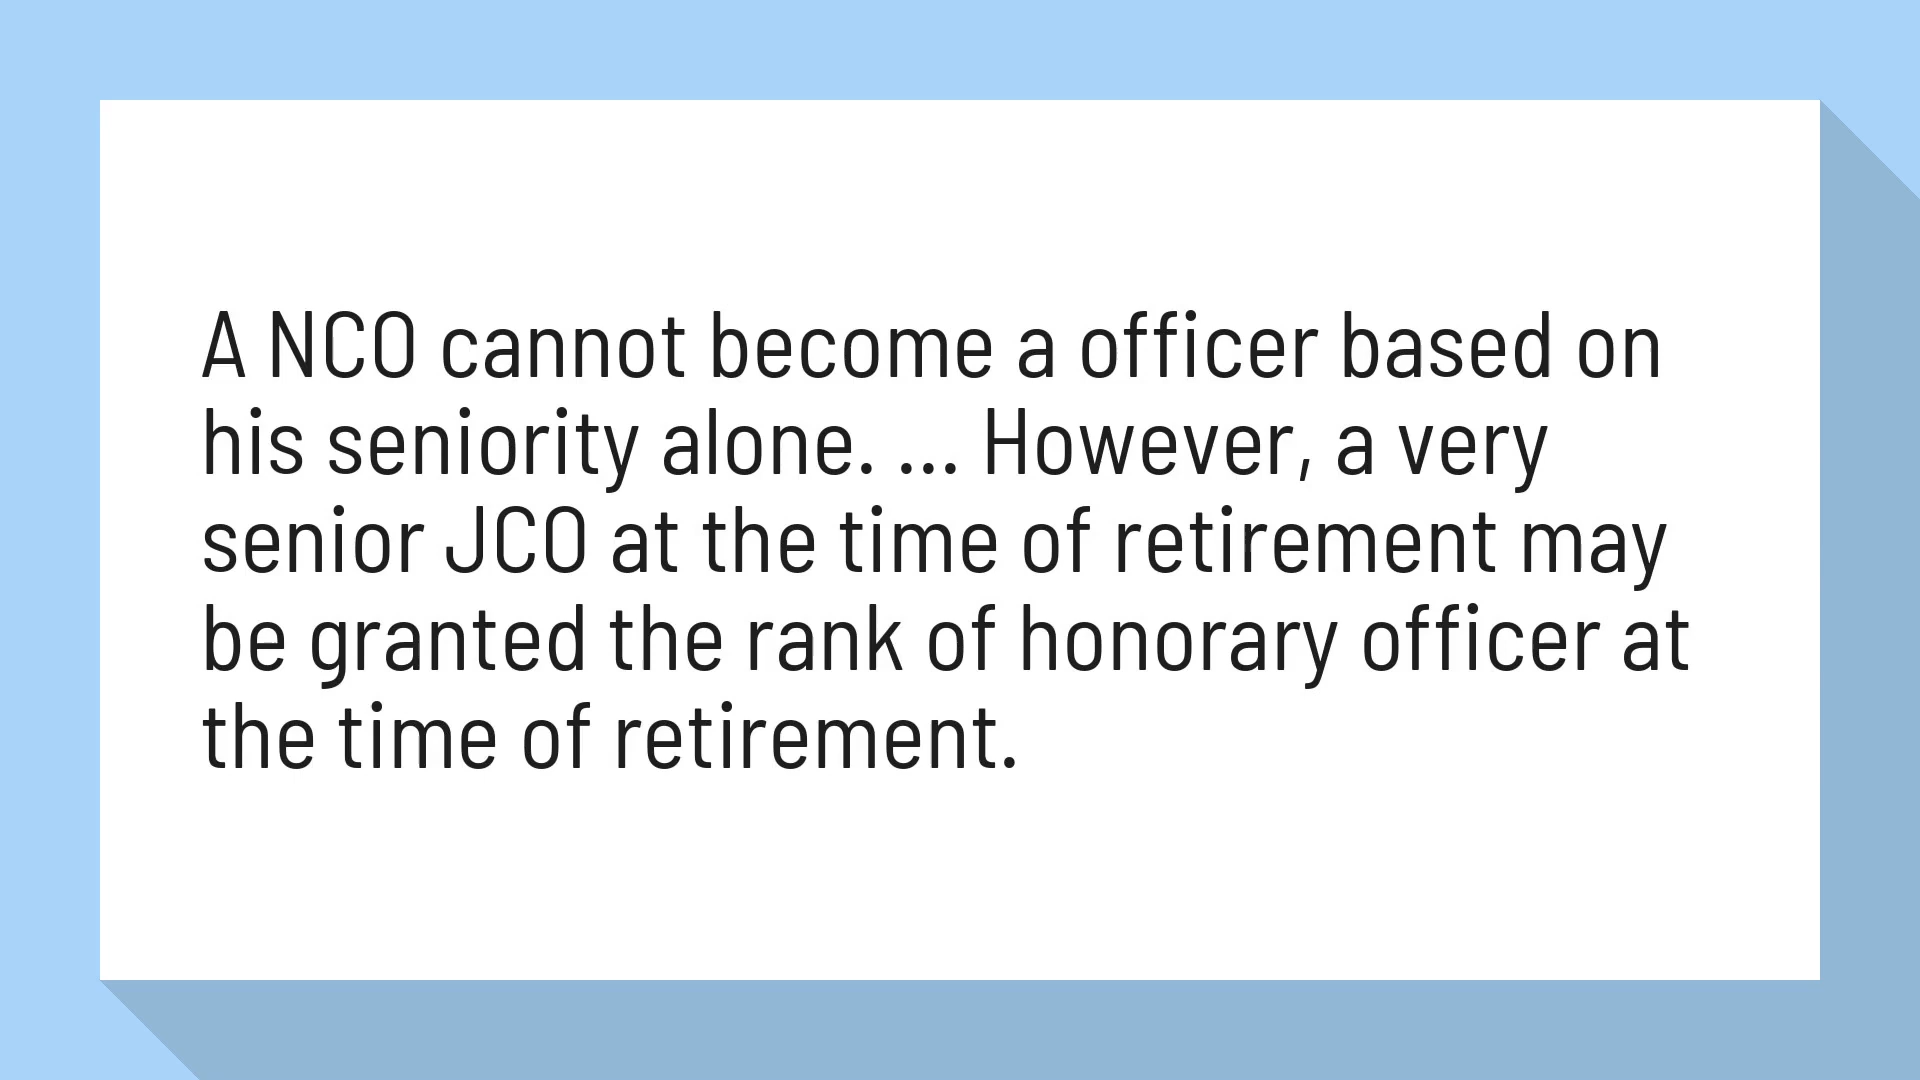 A NCO cannot become a officer based on
his seniority alone. ... However, a very
senior JCO at the time of retirement may
be granted the rank of honorary officer at
the time of retirement.